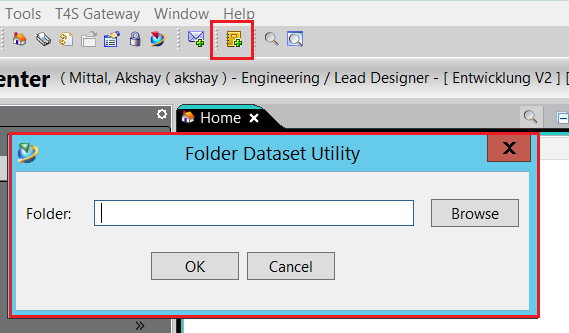 Tools T4S Gateway Window Help
enter ( Mittal, Akshay ( akshay ) - Engineering / Lead Designer - [ Entwicklung V2 ] [
Home
Folder Dataset Utility
Folder: Browse
OK Cancel